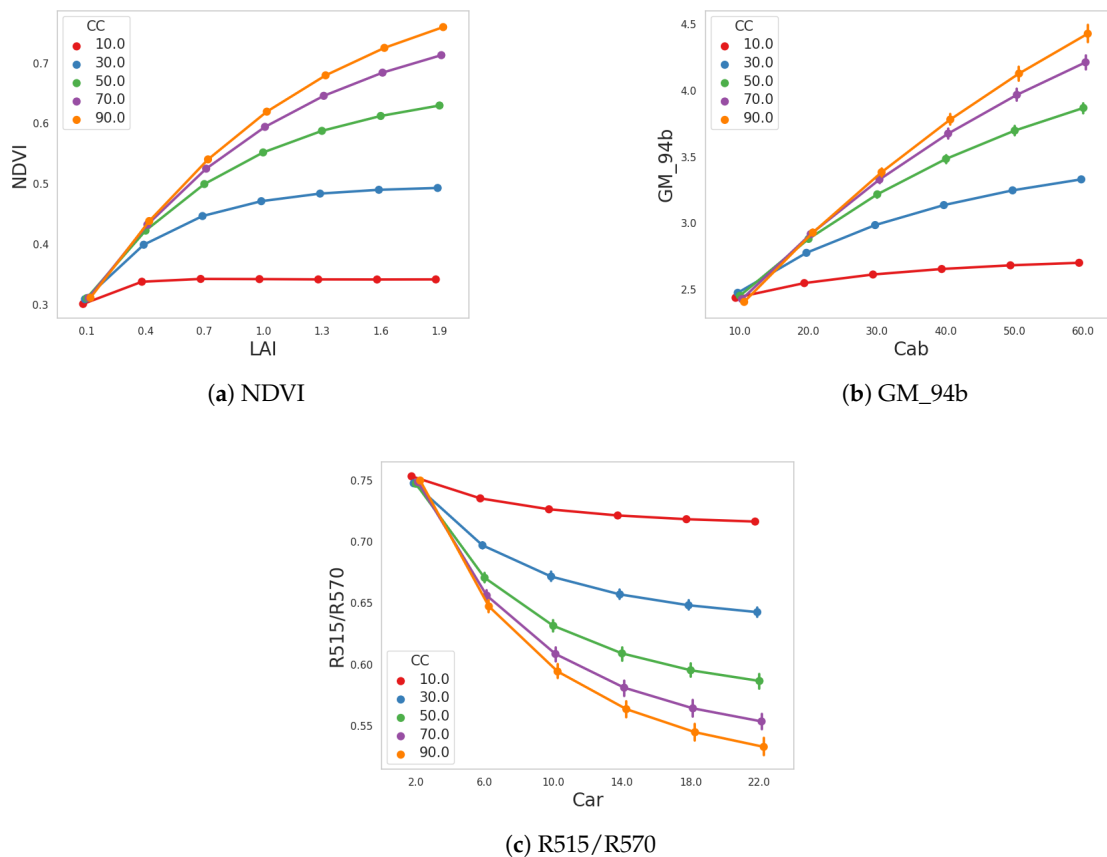 CC
10.0
30.0
50.0
70.0
90.0
NDVI
0.7
0.6
0.5
0.4
0.3
0.1 0.4 0.7 1.0 1.3 1.6 1.9
LAI
(a) NDVI
CC
10.0
30.0
50.0
70.0
90.0
GM_94b
4.5
4.0
3.5
3.0
2.5
10.0 20.0 30.0 40.0 50.0 60.0
Cab
(b) GM_94b
R515/R570
0.75
0.70
0.65
0.60
0.55
CC
10.0
30.0
50.0
70.0
90.0
2.0 6.0 10.0 14.0 18.0 22.0
Car
(c) R515/R570